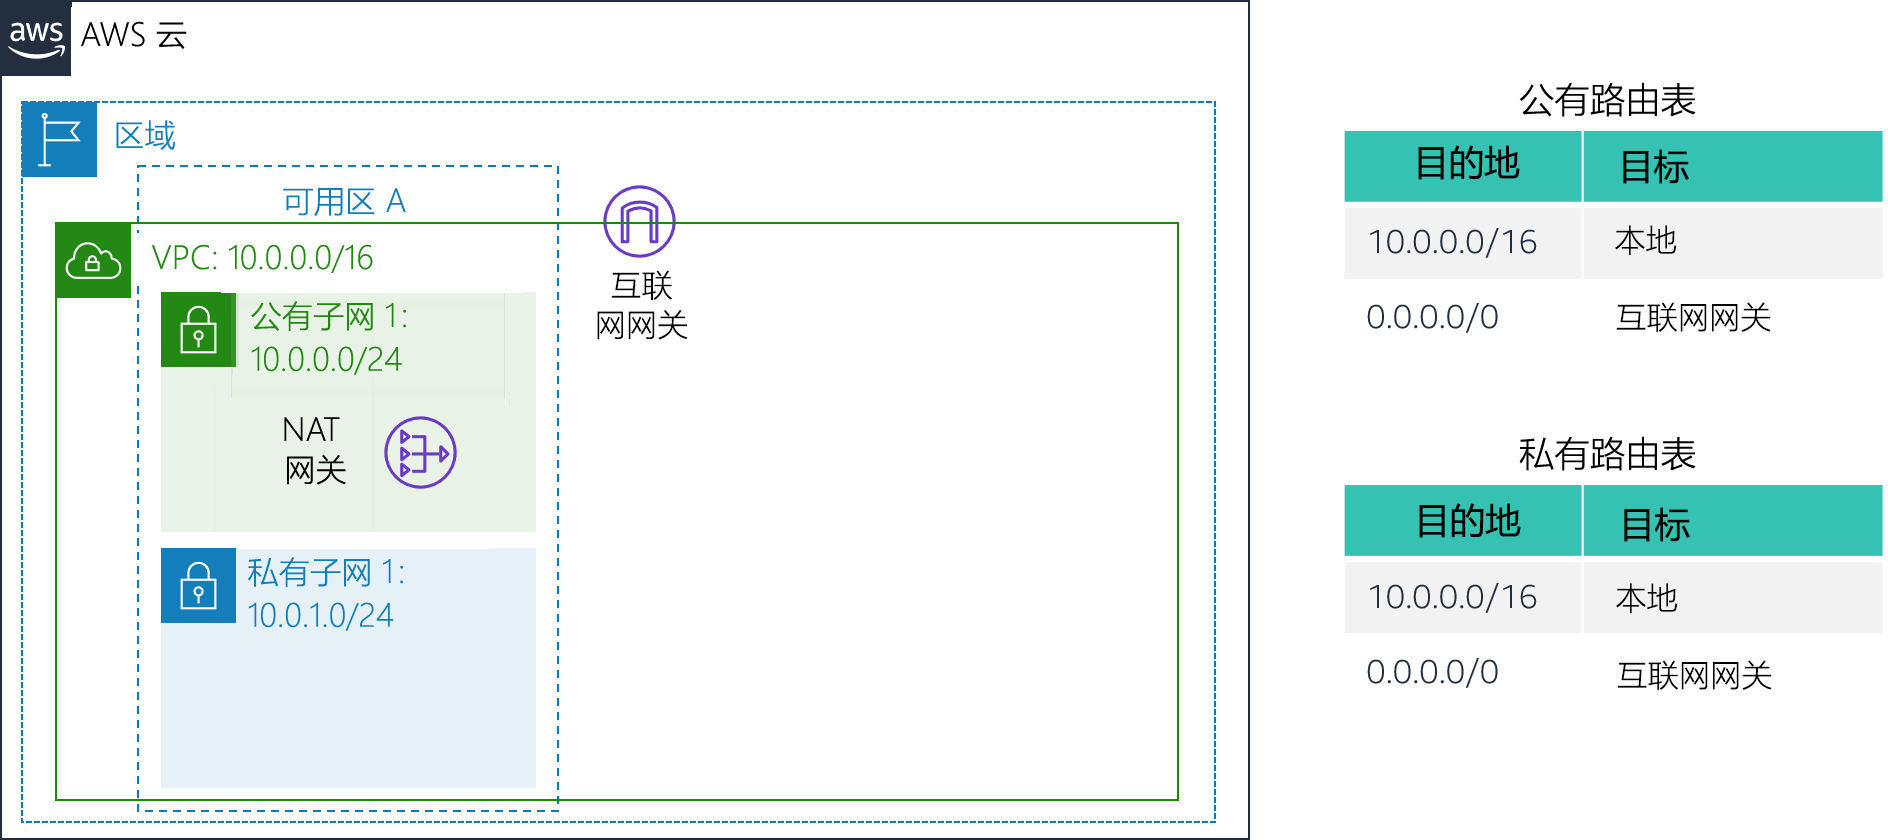 aws
AWS 云
区域
可用区 A
VPC: 10.0.0.0/16
公有子网 1:
10.0.0.0/24
NAT
网关
私有子网 1:
10.0.1.0/24
互联
网网关
公有路由表
目的地 目标
10.0.0.0/16 本地
0.0.0.0/0 互联网网关
私有路由表
目的地 目标
10.0.0.0/16 本地
0.0.0.0/0 互联网网关